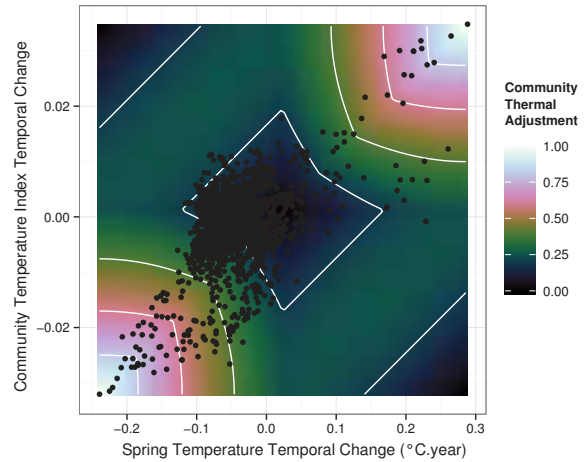 Community Temperature Index Temporal Change
0.02
0.00
−0.02
−0.2
−0.1
0.0
0.1
0.2
0.3
Spring Temperature Temporal Change (°C.year)
Community
Thermal
Adjustment
1.00
0.75
0.50
0.25
0.00